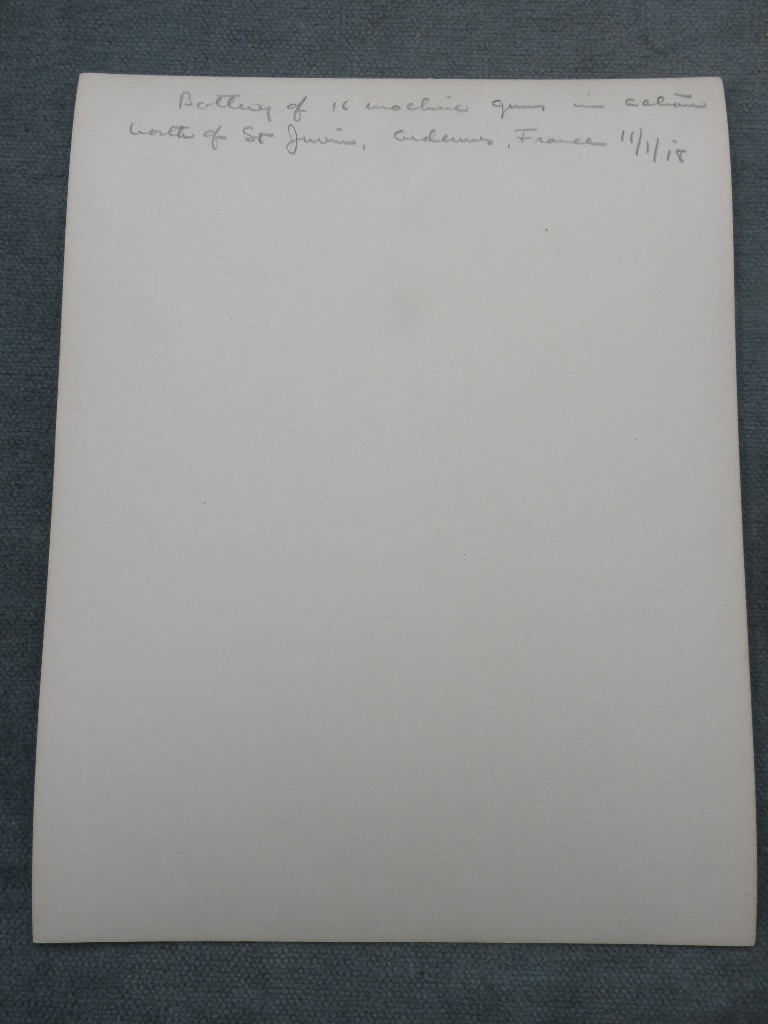 Battery of 16 machine guns in action
north of St Juvin, Ardennes, France 11/1/18